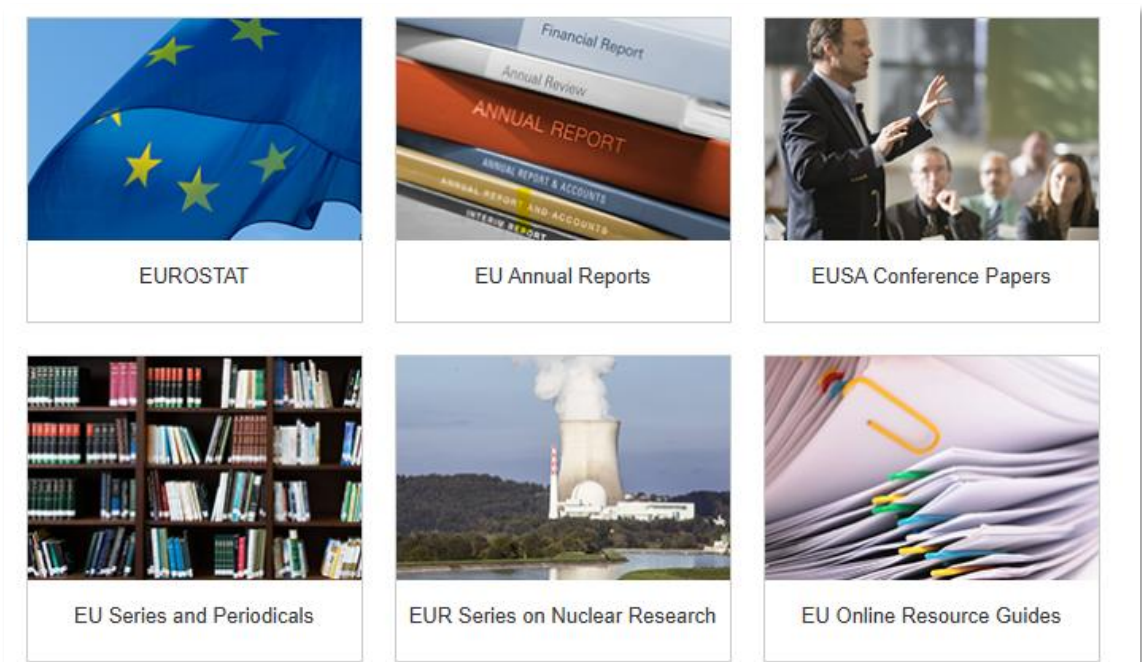 Financial Report
Annual Review
ANNUAL REPORT
ANNUAL REPORT & ACCOUNTS
ANNUAL REPORT AND ACCOUNTS
INTERIM REPORT
EUROSTAT
EU Annual Reports
EUSA Conference Papers
EU Series and Periodicals
EUR Series on Nuclear Research
EU Online Resource Guides